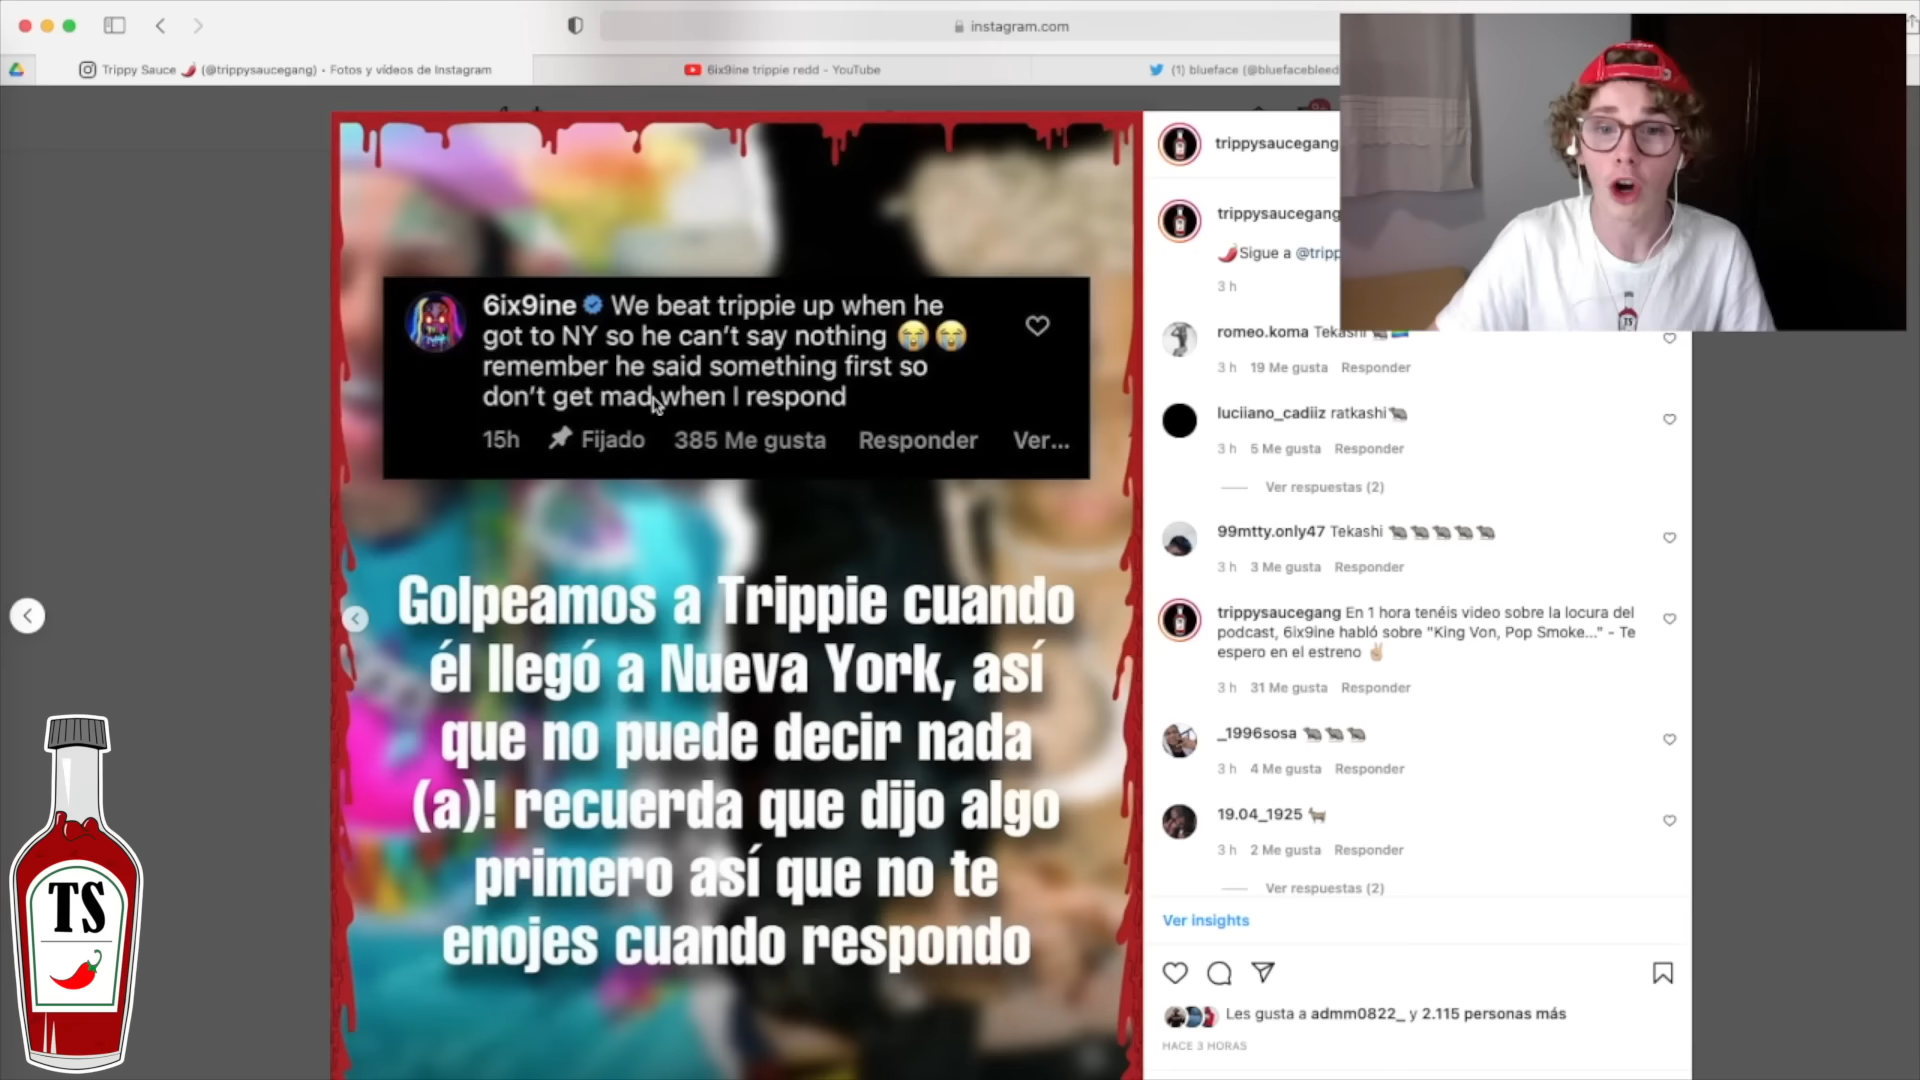 instagram.com
Trippy Sauce 🌶️ (@trippysaucegang) • Fotos y vídeos de Instagram
6ix9ine trippie redd - YouTube
(1) blueface (@bluefacebleed
trippysaucegang
trippysaucegang
🌶️Sigue a @tripp
3 h
6ix9ine We beat trippie up when he
got to NY so he can't say nothing 😭😭
remember he said something first so
don't get mad when I respond
15h Fijado 385 Me gusta Responder Ver...
Golpeamos a Trippie cuando
él llegó a Nueva York, así
que no puede decir nada
(a)! recuerda que dijo algo
primero así que no te
enojes cuando respondo
romeo.koma Tekashi 🐀🏳️‍🌈
3 h 19 Me gusta Responder
luciiano_cadiiz ratkashi🐀
3 h 5 Me gusta Responder
Ver respuestas (2)
99mtty.only47 Tekashi 🐀🐀🐀🐀🐀
3 h 3 Me gusta Responder
trippysaucegang En 1 hora tenéis video sobre la locura del
podcast, 6ix9ine habló sobre "King Von, Pop Smoke..." - Te
espero en el estreno ✌🏼
3 h 31 Me gusta Responder
_1996sosa 🐀🐀🐀
3 h 4 Me gusta Responder
19.04_1925 🐐
3 h 2 Me gusta Responder
Ver respuestas (2)
Ver insights
Les gusta a admm0822_ y 2.115 personas más
HACE 3 HORAS
TS
TS